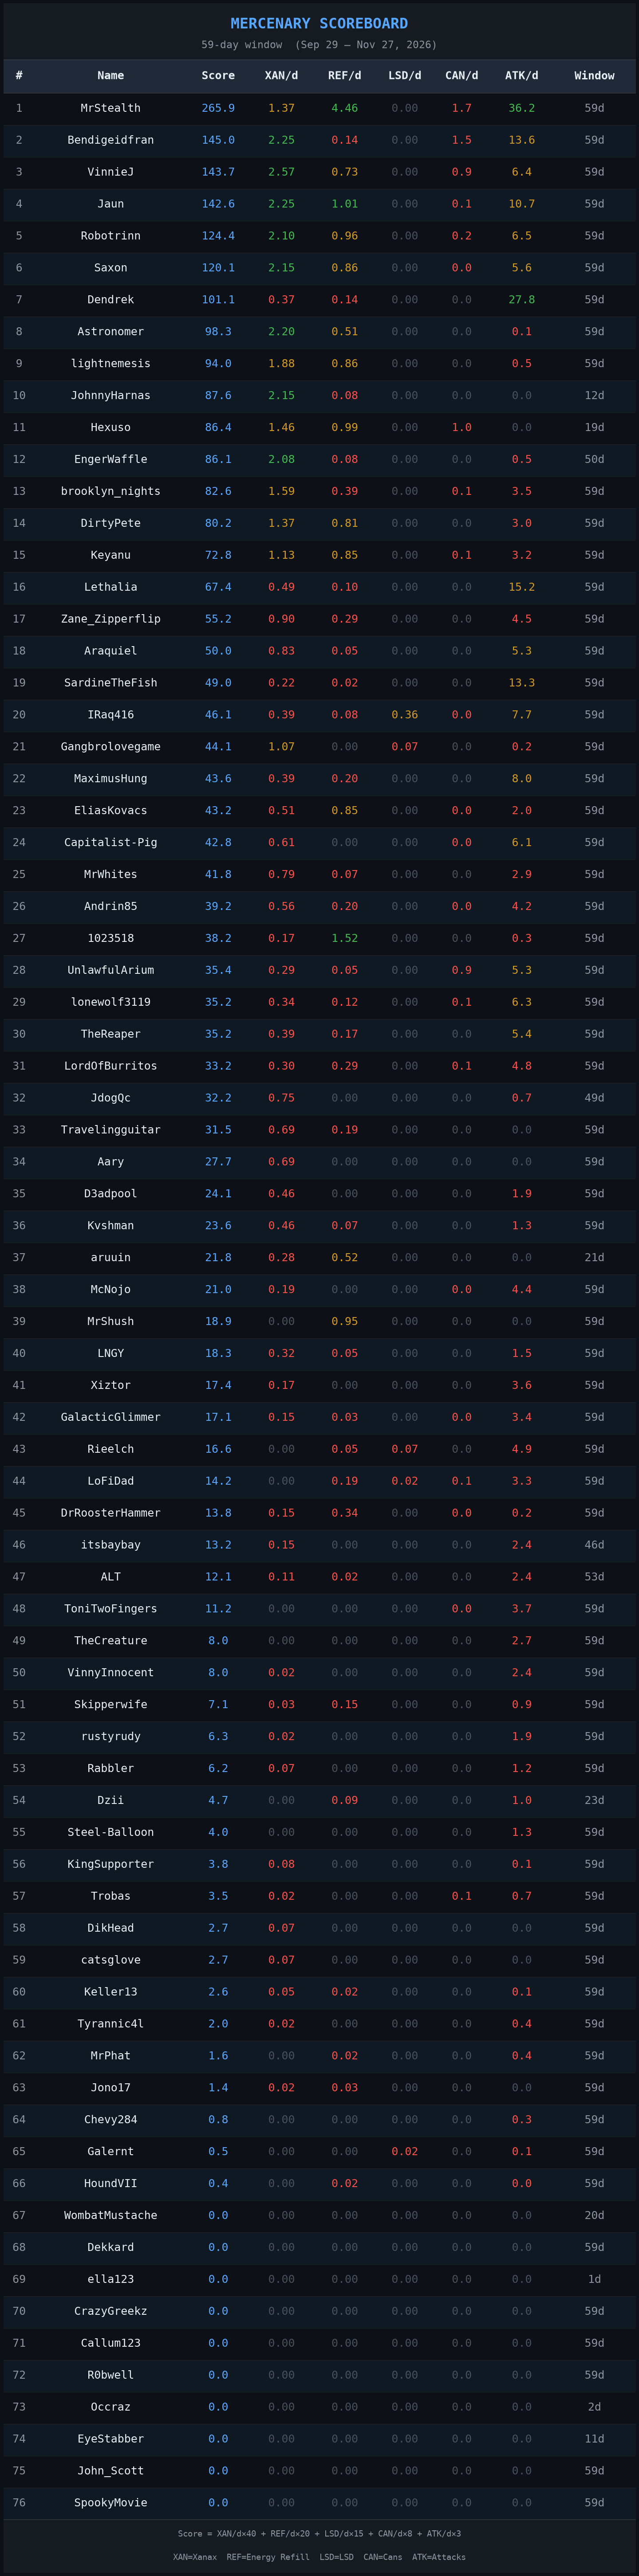 MERCENARY SCOREBOARD
59-day window (Sep 29 — Nov 27, 2026)
# Name Score XAN/d REF/d LSD/d CAN/d ATK/d Window
1 MrStealth 265.9 1.37 4.46 0.00 1.7 36.2 59d
2 Bendigeidfran 145.0 2.25 0.14 0.00 1.5 13.6 59d
3 VinnieJ 143.7 2.57 0.73 0.00 0.9 6.4 59d
4 Jaun 142.6 2.25 1.01 0.00 0.1 10.7 59d
5 Robotrinn 124.4 2.10 0.96 0.00 0.2 6.5 59d
6 Saxon 120.1 2.15 0.86 0.00 0.0 5.6 59d
7 Dendrek 101.1 0.37 0.14 0.00 0.0 27.8 59d
8 Astronomer 98.3 2.20 0.51 0.00 0.0 0.1 59d
9 lightnemesis 94.0 1.88 0.86 0.00 0.0 0.5 59d
10 JohnnyHarnas 87.6 2.15 0.08 0.00 0.0 0.0 12d
11 Hexuso 86.4 1.46 0.99 0.00 1.0 0.0 19d
12 EngerWaffle 86.1 2.08 0.08 0.00 0.0 0.5 50d
13 brooklyn_nights 82.6 1.59 0.39 0.00 0.1 3.5 59d
14 DirtyPete 80.2 1.37 0.81 0.00 0.0 3.0 59d
15 Keyanu 72.8 1.13 0.85 0.00 0.1 3.2 59d
16 Lethalia 67.4 0.49 0.10 0.00 0.0 15.2 59d
17 Zane_Zipperflip 55.2 0.90 0.29 0.00 0.0 4.5 59d
18 Araquiel 50.0 0.83 0.05 0.00 0.0 5.3 59d
19 SardineTheFish 49.0 0.22 0.02 0.00 0.0 13.3 59d
20 IRaq416 46.1 0.39 0.08 0.36 0.0 7.7 59d
21 Gangbrolovegame 44.1 1.07 0.00 0.07 0.0 0.2 59d
22 MaximusHung 43.6 0.39 0.20 0.00 0.0 8.0 59d
23 EliasKovacs 43.2 0.51 0.85 0.00 0.0 2.0 59d
24 Capitalist-Pig 42.8 0.61 0.00 0.00 0.0 6.1 59d
25 MrWhites 41.8 0.79 0.07 0.00 0.0 2.9 59d
26 Andrin85 39.2 0.56 0.20 0.00 0.0 4.2 59d
27 1023518 38.2 0.17 1.52 0.00 0.0 0.3 59d
28 UnlawfulArium 35.4 0.29 0.05 0.00 0.9 5.3 59d
29 lonewolf3119 35.2 0.34 0.12 0.00 0.1 6.3 59d
30 TheReaper 35.2 0.39 0.17 0.00 0.0 5.4 59d
31 LordOfBurritos 33.2 0.30 0.29 0.00 0.1 4.8 59d
32 JdogQc 32.2 0.75 0.00 0.00 0.0 0.7 49d
33 Travelingguitar 31.5 0.69 0.19 0.00 0.0 0.0 59d
34 Aary 27.7 0.69 0.00 0.00 0.0 0.0 59d
35 D3adpool 24.1 0.46 0.00 0.00 0.0 1.9 59d
36 Kvshman 23.6 0.46 0.07 0.00 0.0 1.3 59d
37 aruuin 21.8 0.28 0.52 0.00 0.0 0.0 21d
38 McNojo 21.0 0.19 0.00 0.00 0.0 4.4 59d
39 MrShush 18.9 0.00 0.95 0.00 0.0 0.0 59d
40 LNGY 18.3 0.32 0.05 0.00 0.0 1.5 59d
41 Xiztor 17.4 0.17 0.00 0.00 0.0 3.6 59d
42 GalacticGlimmer 17.1 0.15 0.03 0.00 0.0 3.4 59d
43 Rieelch 16.6 0.00 0.05 0.07 0.0 4.9 59d
44 LoFiDad 14.2 0.00 0.19 0.02 0.1 3.3 59d
45 DrRoosterHammer 13.8 0.15 0.34 0.00 0.0 0.2 59d
46 itsbaybay 13.2 0.15 0.00 0.00 0.0 2.4 46d
47 ALT 12.1 0.11 0.02 0.00 0.0 2.4 53d
48 ToniTwoFingers 11.2 0.00 0.00 0.00 0.0 3.7 59d
49 TheCreature 8.0 0.00 0.00 0.00 0.0 2.7 59d
50 VinnyInnocent 8.0 0.02 0.00 0.00 0.0 2.4 59d
51 Skipperwife 7.1 0.03 0.15 0.00 0.0 0.9 59d
52 rustyrudy 6.3 0.02 0.00 0.00 0.0 1.9 59d
53 Rabbler 6.2 0.07 0.00 0.00 0.0 1.2 59d
54 Dzii 4.7 0.00 0.09 0.00 0.0 1.0 23d
55 Steel-Balloon 4.0 0.00 0.00 0.00 0.0 1.3 59d
56 KingSupporter 3.8 0.08 0.00 0.00 0.0 0.1 59d
57 Trobas 3.5 0.02 0.00 0.00 0.1 0.7 59d
58 DikHead 2.7 0.07 0.00 0.00 0.0 0.0 59d
59 catsglove 2.7 0.07 0.00 0.00 0.0 0.0 59d
60 Keller13 2.6 0.05 0.02 0.00 0.0 0.1 59d
61 Tyrannic4l 2.0 0.02 0.00 0.00 0.0 0.4 59d
62 MrPhat 1.6 0.00 0.02 0.00 0.0 0.4 59d
63 Jono17 1.4 0.02 0.03 0.00 0.0 0.0 59d
64 Chevy284 0.8 0.00 0.00 0.00 0.0 0.3 59d
65 Galernt 0.5 0.00 0.00 0.02 0.0 0.1 59d
66 HoundVII 0.4 0.00 0.02 0.00 0.0 0.0 59d
67 WombatMustache 0.0 0.00 0.00 0.00 0.0 0.0 20d
68 Dekkard 0.0 0.00 0.00 0.00 0.0 0.0 59d
69 ella123 0.0 0.00 0.00 0.00 0.0 0.0 1d
70 CrazyGreekz 0.0 0.00 0.00 0.00 0.0 0.0 59d
71 Callum123 0.0 0.00 0.00 0.00 0.0 0.0 59d
72 R0bwell 0.0 0.00 0.00 0.00 0.0 0.0 59d
73 Occraz 0.0 0.00 0.00 0.00 0.0 0.0 2d
74 EyeStabber 0.0 0.00 0.00 0.00 0.0 0.0 11d
75 John_Scott 0.0 0.00 0.00 0.00 0.0 0.0 59d
76 SpookyMovie 0.0 0.00 0.00 0.00 0.0 0.0 59d
Score = XAN/d×40 + REF/d×20 + LSD/d×15 + CAN/d×8 + ATK/d×3
XAN=Xanax REF=Energy Refill LSD=LSD CAN=Cans ATK=Attacks